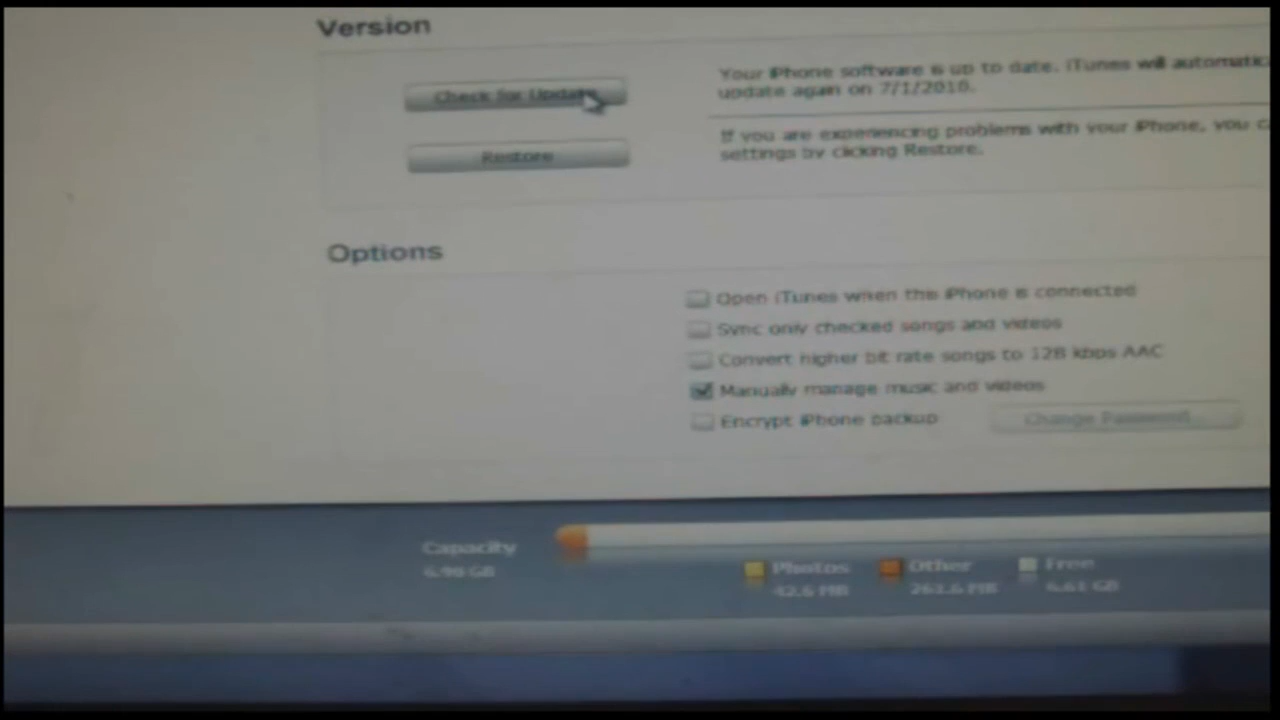 Version
Check for Update
Your iPhone software is up to date. iTunes will automatic
update again on 7/1/2010.
Restore
If you are experiencing problems with your iPhone, you c
settings by clicking Restore.
Options
Open iTunes when this iPhone is connected
Sync only checked songs and videos
Convert higher bit rate songs to 128 kbps AAC
Manually manage music and videos
Encrypt iPhone backup
Change Password...
Capacity
Photos
Other
Free
6.61 GB